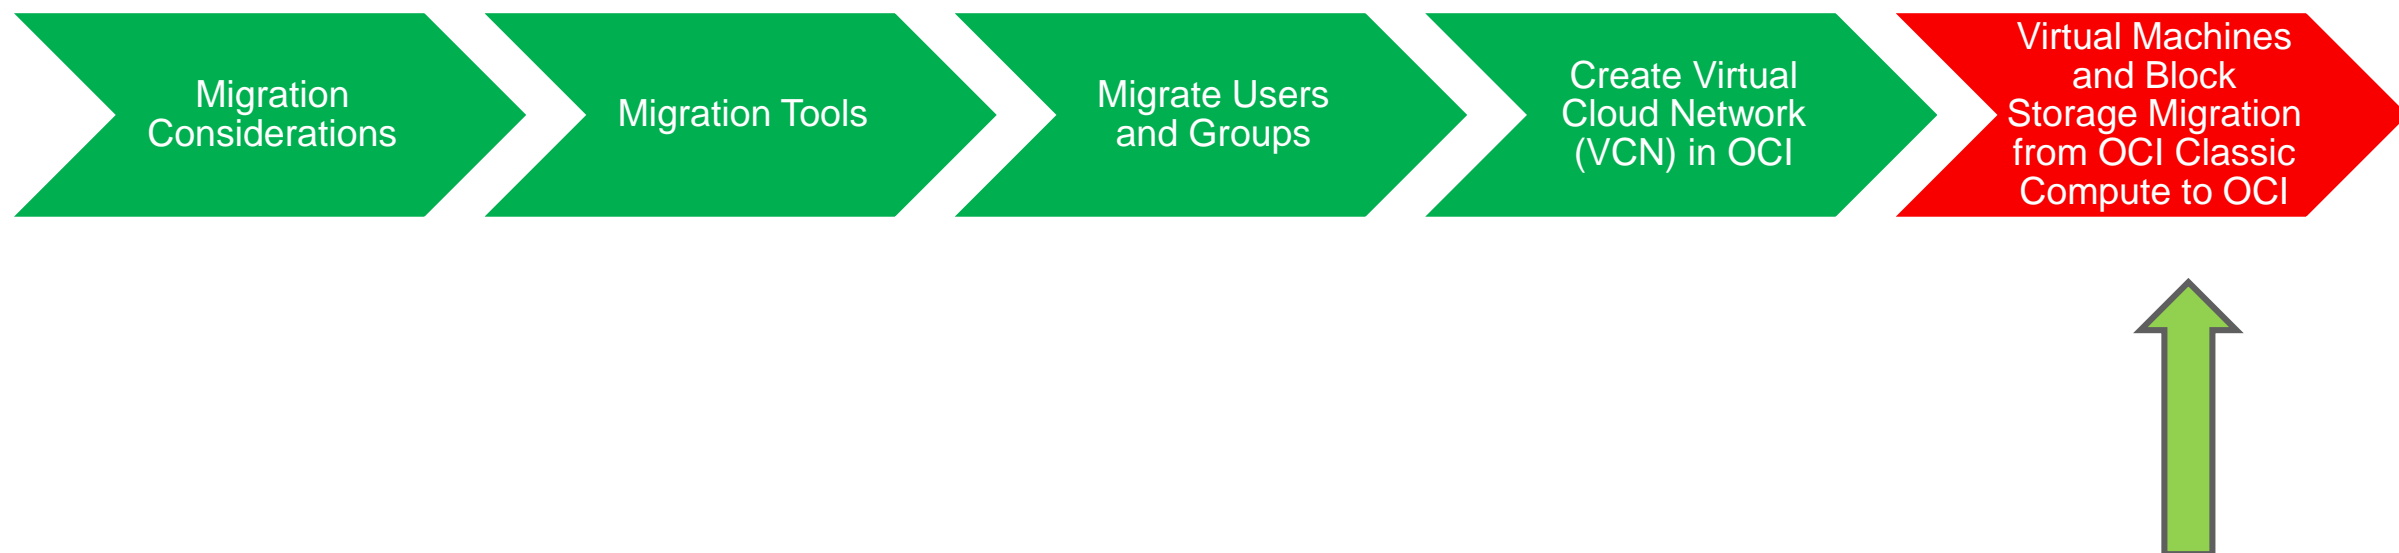 Migration
Considerations
Migration Tools
Migrate Users
and Groups
Create Virtual
Cloud Network
(VCN) in OCI
Virtual Machines
and Block
Storage Migration
from OCI Classic
Compute to OCI